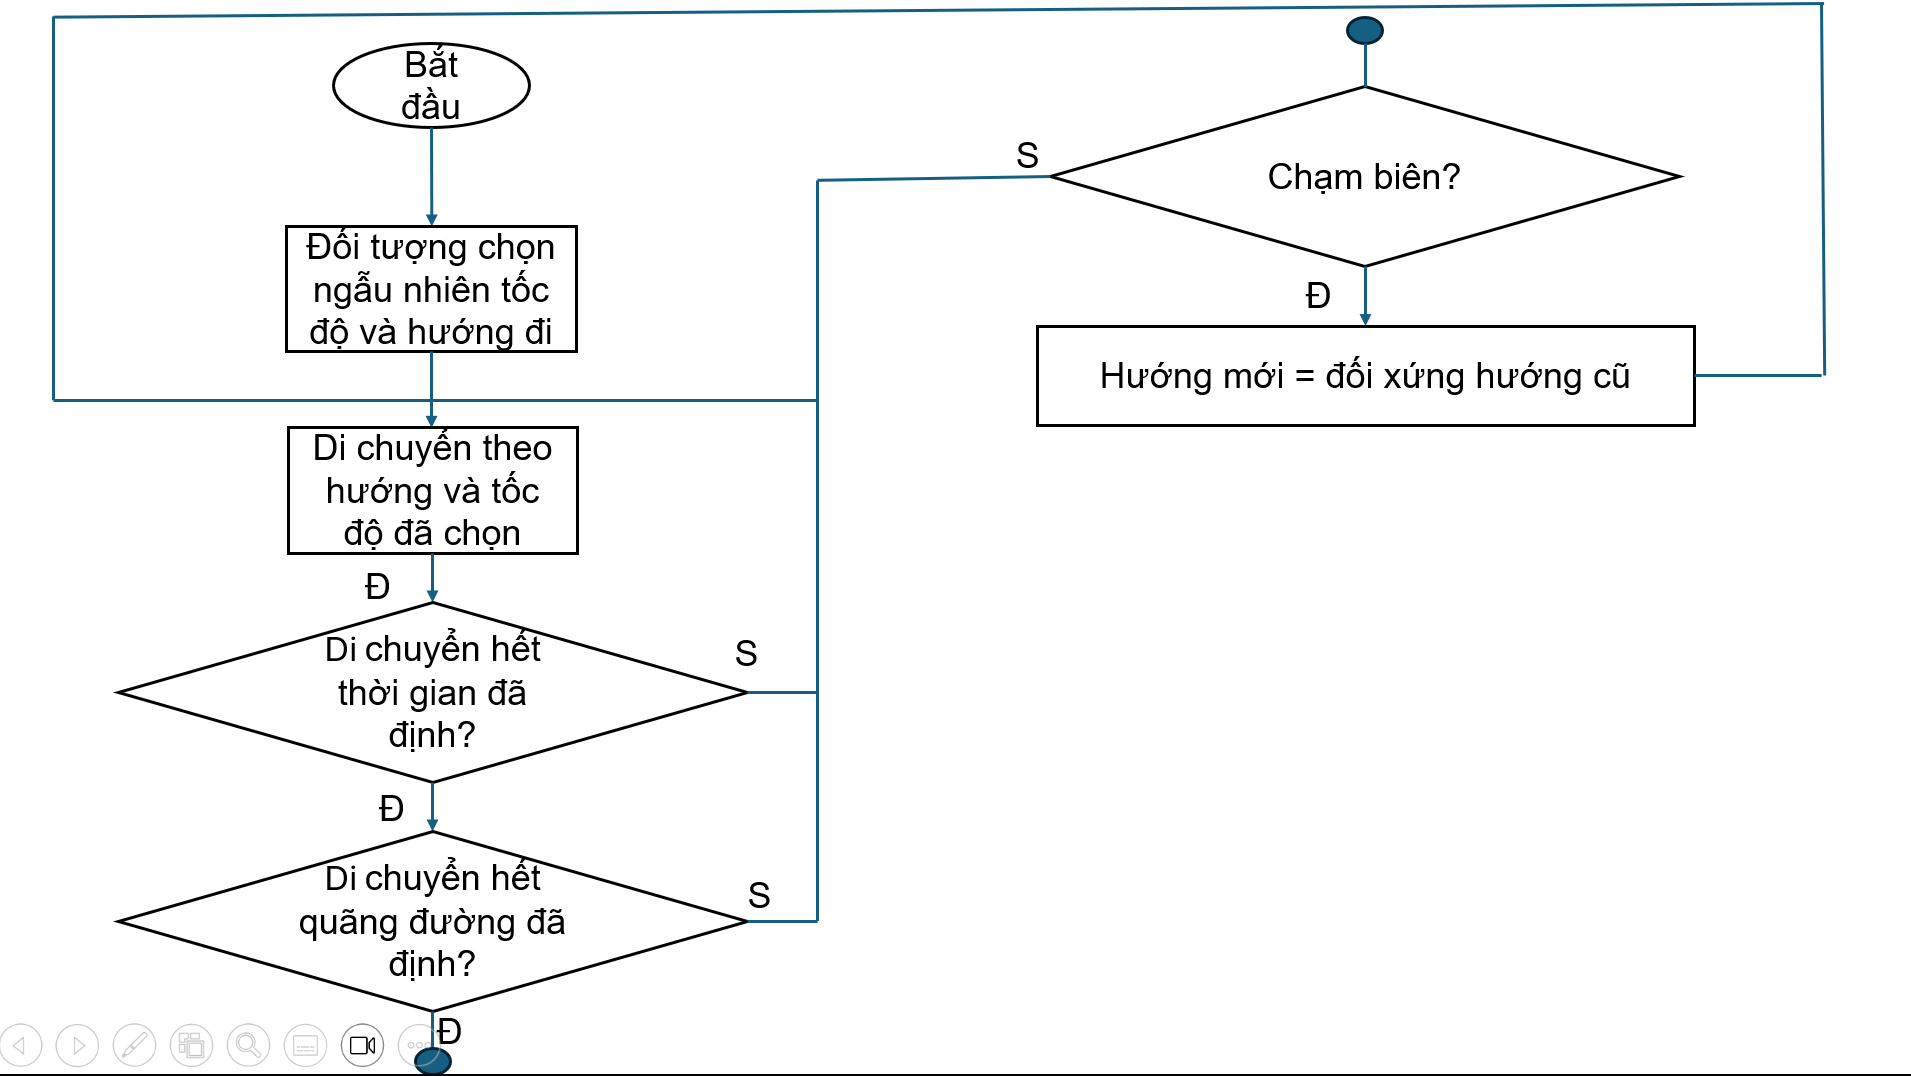 Bắt
đầu
Đối tượng chọn
ngẫu nhiên tốc
độ và hướng đi
Di chuyển theo
hướng và tốc
độ đã chọn
Đ
Di chuyển hết
thời gian đã
định?
S
Đ
Di chuyển hết
quãng đường đã
định?
S
Đ
Chạm biên?
S
Đ
Hướng mới = đối xứng hướng cũ